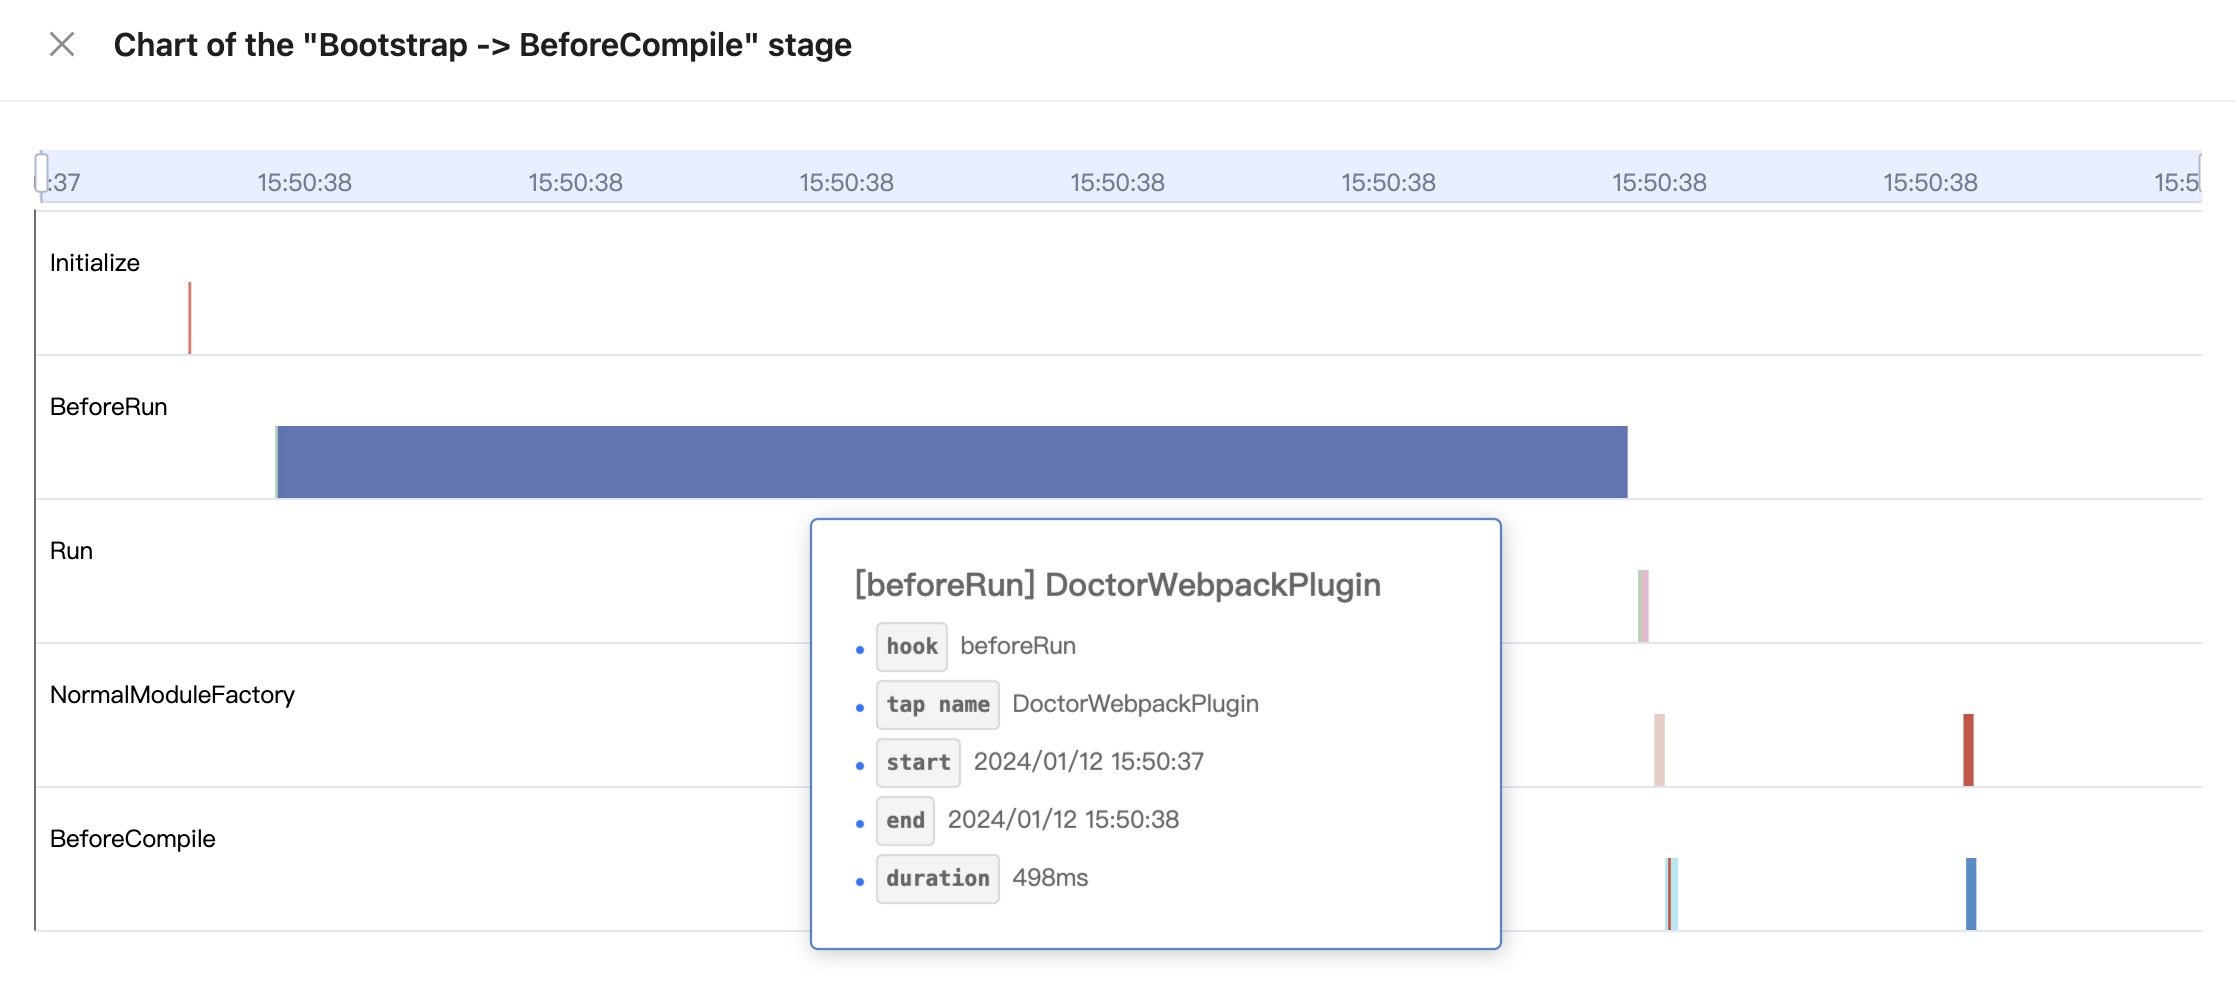 Chart of the "Bootstrap -> BeforeCompile" stage
:37 15:50:38 15:50:38 15:50:38 15:50:38 15:50:38 15:50:38 15:50:38 15:5
Initialize
BeforeRun
Run
NormalModuleFactory
BeforeCompile
[beforeRun] DoctorWebpackPlugin
hook beforeRun
tap name DoctorWebpackPlugin
start 2024/01/12 15:50:37
end 2024/01/12 15:50:38
duration 498ms